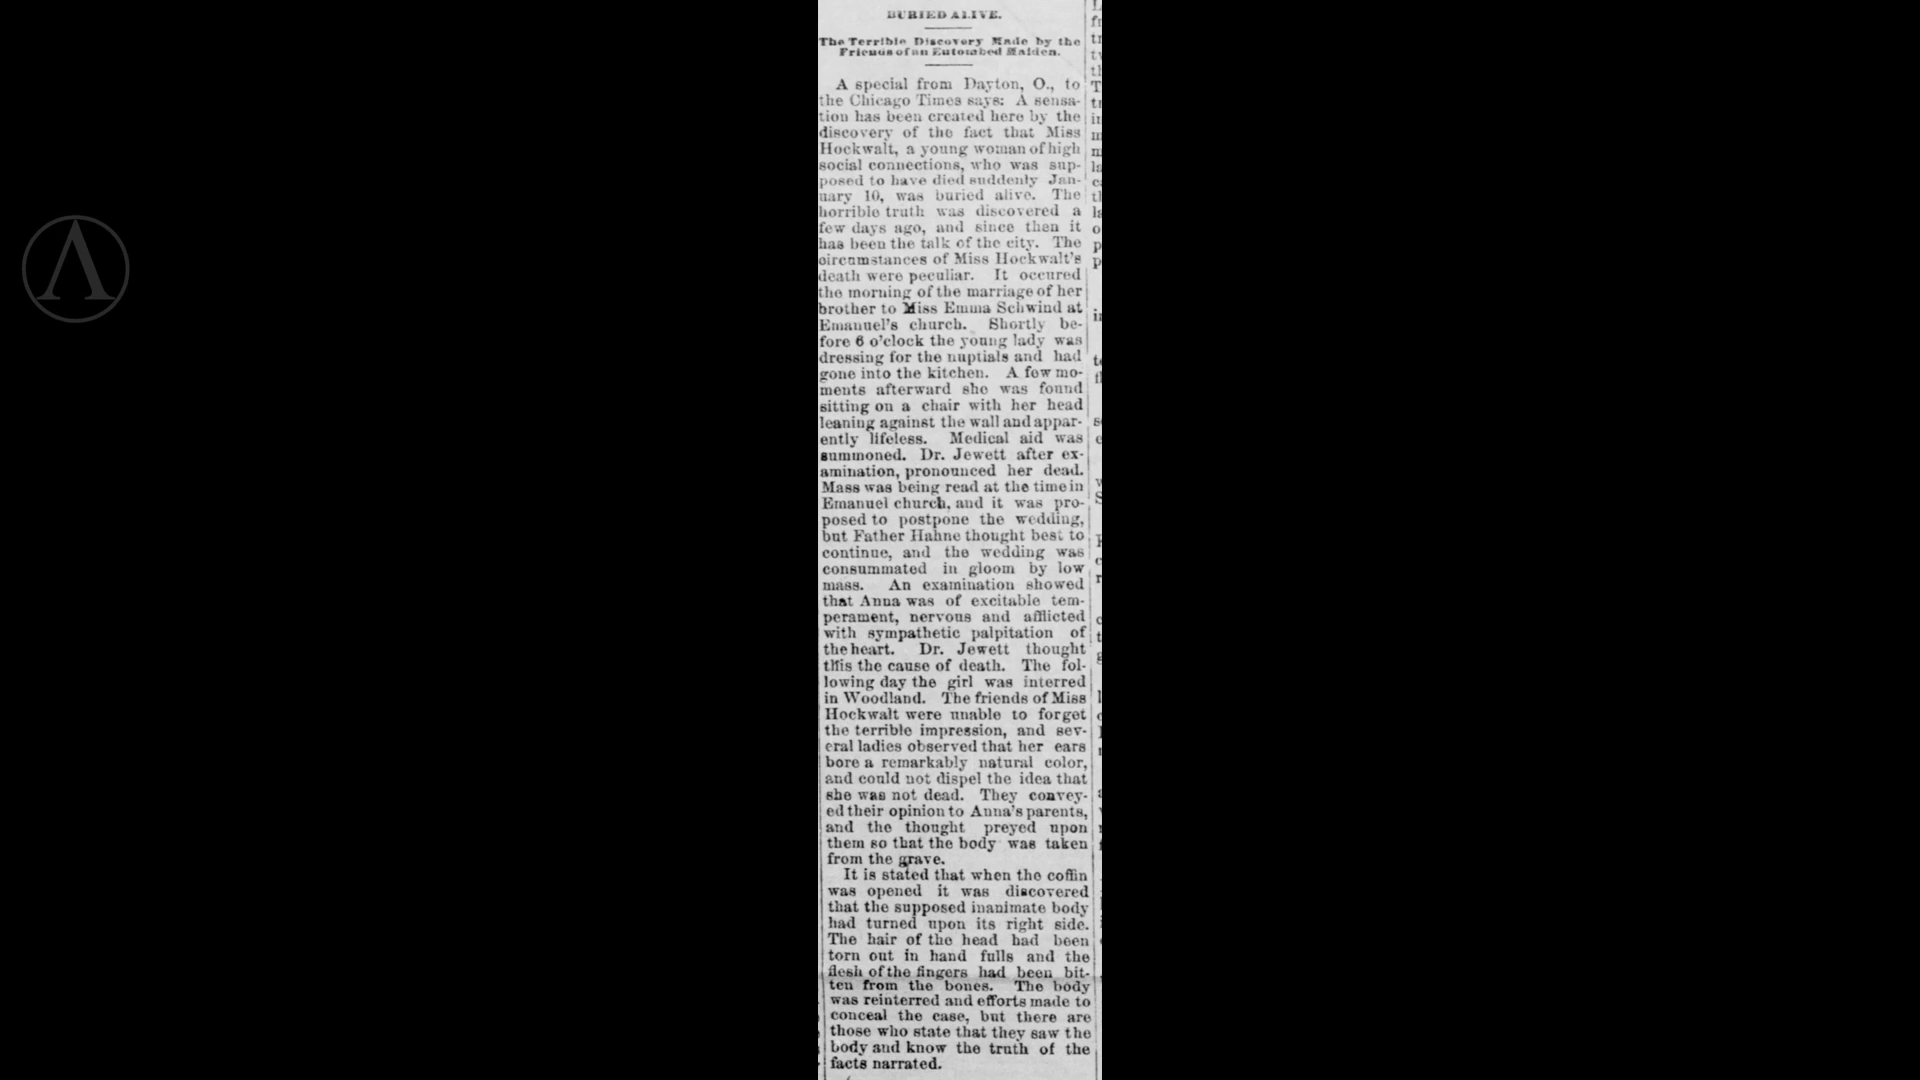 BURIED ALIVE.
The Terrible Discovery Made by the
Friends of an Entombed Maiden.
A special from Dayton, O., to
the Chicago Times says: A sensa-
tion has been created here by the
discovery of the fact that Miss
Hockwalt, a young woman of high
social connections, who was sup-
posed to have died suddenly Jan-
uary 10, was buried alive. The
horrible truth was discovered a
few days ago, and since then it
has been the talk of the city. The
circumstances of Miss Hockwalt's
death were peculiar. It occured
the morning of the marriage of her
brother to Miss Emma Schwind at
Emanuel's church. Shortly be-
fore 6 o'clock the young lady was
dressing for the nuptials and had
gone into the kitchen. A few mo-
ments afterward she was found
sitting on a chair with her head
leaning against the wall and appar-
ently lifeless. Medical aid was
summoned. Dr. Jewett after ex-
amination, pronounced her dead.
Mass was being read at the time in
Emanuel church, and it was pro-
posed to postpone the wedding,
but Father Hahne thought best to
continue, and the wedding was
consummated in gloom by low
mass. An examination showed
that Anna was of excitable tem-
perament, nervous and afflicted
with sympathetic palpitation of
the heart. Dr. Jewett thought
this the cause of death. The fol-
lowing day the girl was interred
in Woodland. The friends of Miss
Hockwalt were unable to forget
the terrible impression, and sev-
eral ladies observed that her ears
bore a remarkably natural color,
and could not dispel the idea that
she was not dead. They convey-
ed their opinion to Anna's parents,
and the thought preyed upon
them so that the body was taken
from the grave.
It is stated that when the coffin
was opened it was discovered
that the supposed inanimate body
had turned upon its right side.
The hair of the head had been
torn out in hand fulls and the
flesh of the fingers had been bit-
ten from the bones. The body
was reinterred and efforts made to
conceal the case, but there are
those who state that they saw the
body and know the truth of the
facts narrated.